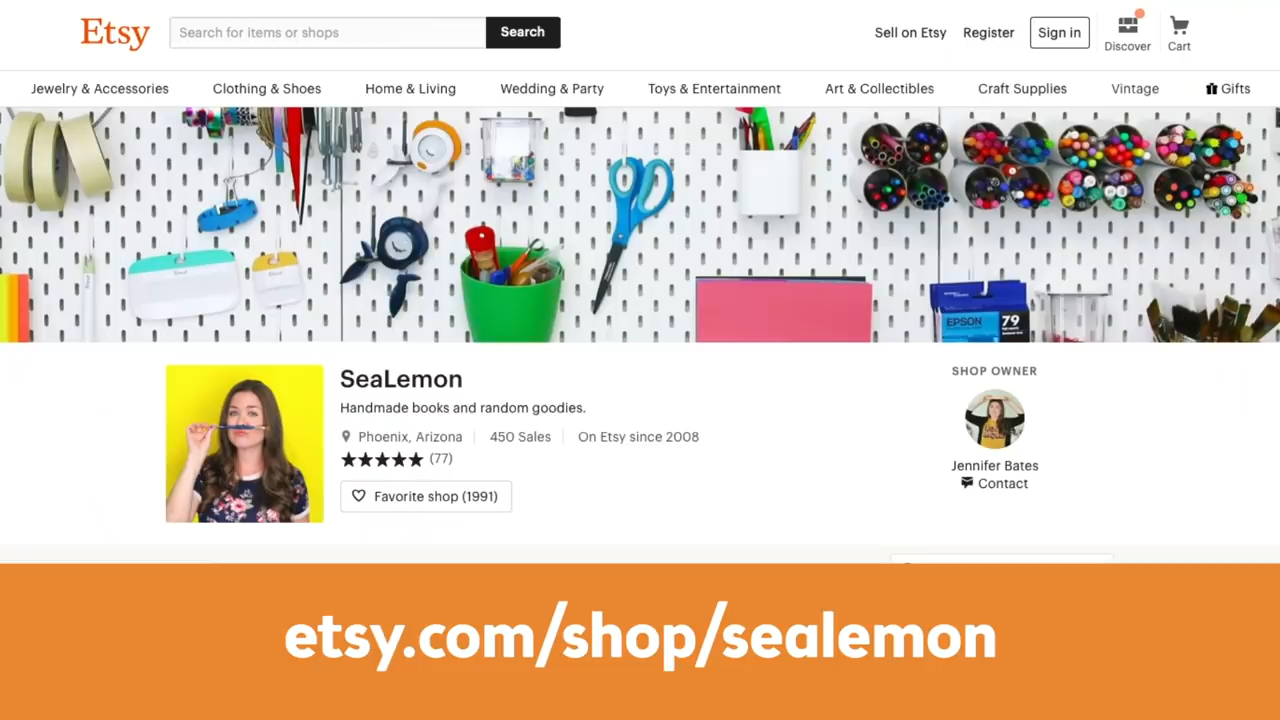 Etsy
Search for items or shops
Search
Sell on Etsy
Register
Sign in
Discover
Cart
Jewelry & Accessories
Clothing & Shoes
Home & Living
Wedding & Party
Toys & Entertainment
Art & Collectibles
Craft Supplies
Vintage
Gifts
EPSON
79
SeaLemon
Handmade books and random goodies.
Phoenix, Arizona
450 Sales
On Etsy since 2008
(77)
Favorite shop (1991)
SHOP OWNER
Jennifer Bates
Contact
etsy.com/shop/sealemon